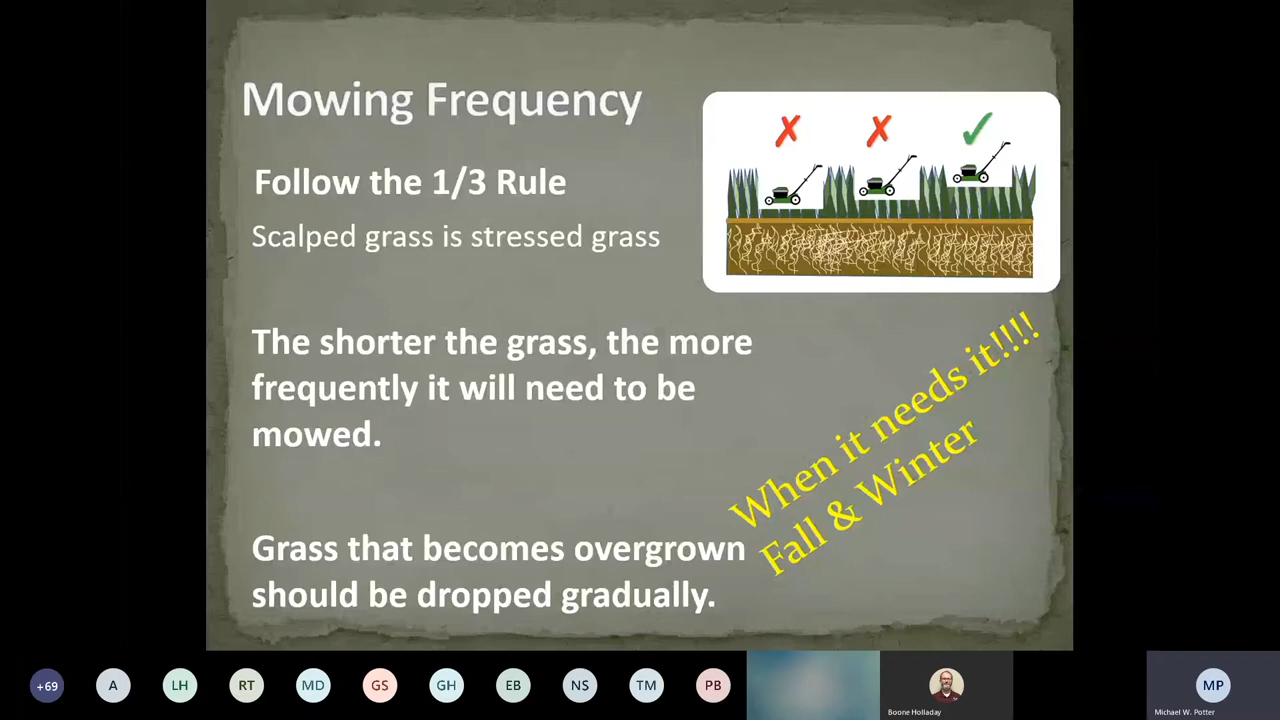 Mowing Frequency
Follow the 1/3 Rule
Scalped grass is stressed grass
The shorter the grass, the more
frequently it will need to be
mowed.
When it needs it!!!!
Fall & Winter
Grass that becomes overgrown
should be dropped gradually.
+69
A
LH
RT
MD
GS
GH
EB
NS
TM
PB
Boone Holladay
MP
Michael W. Potter